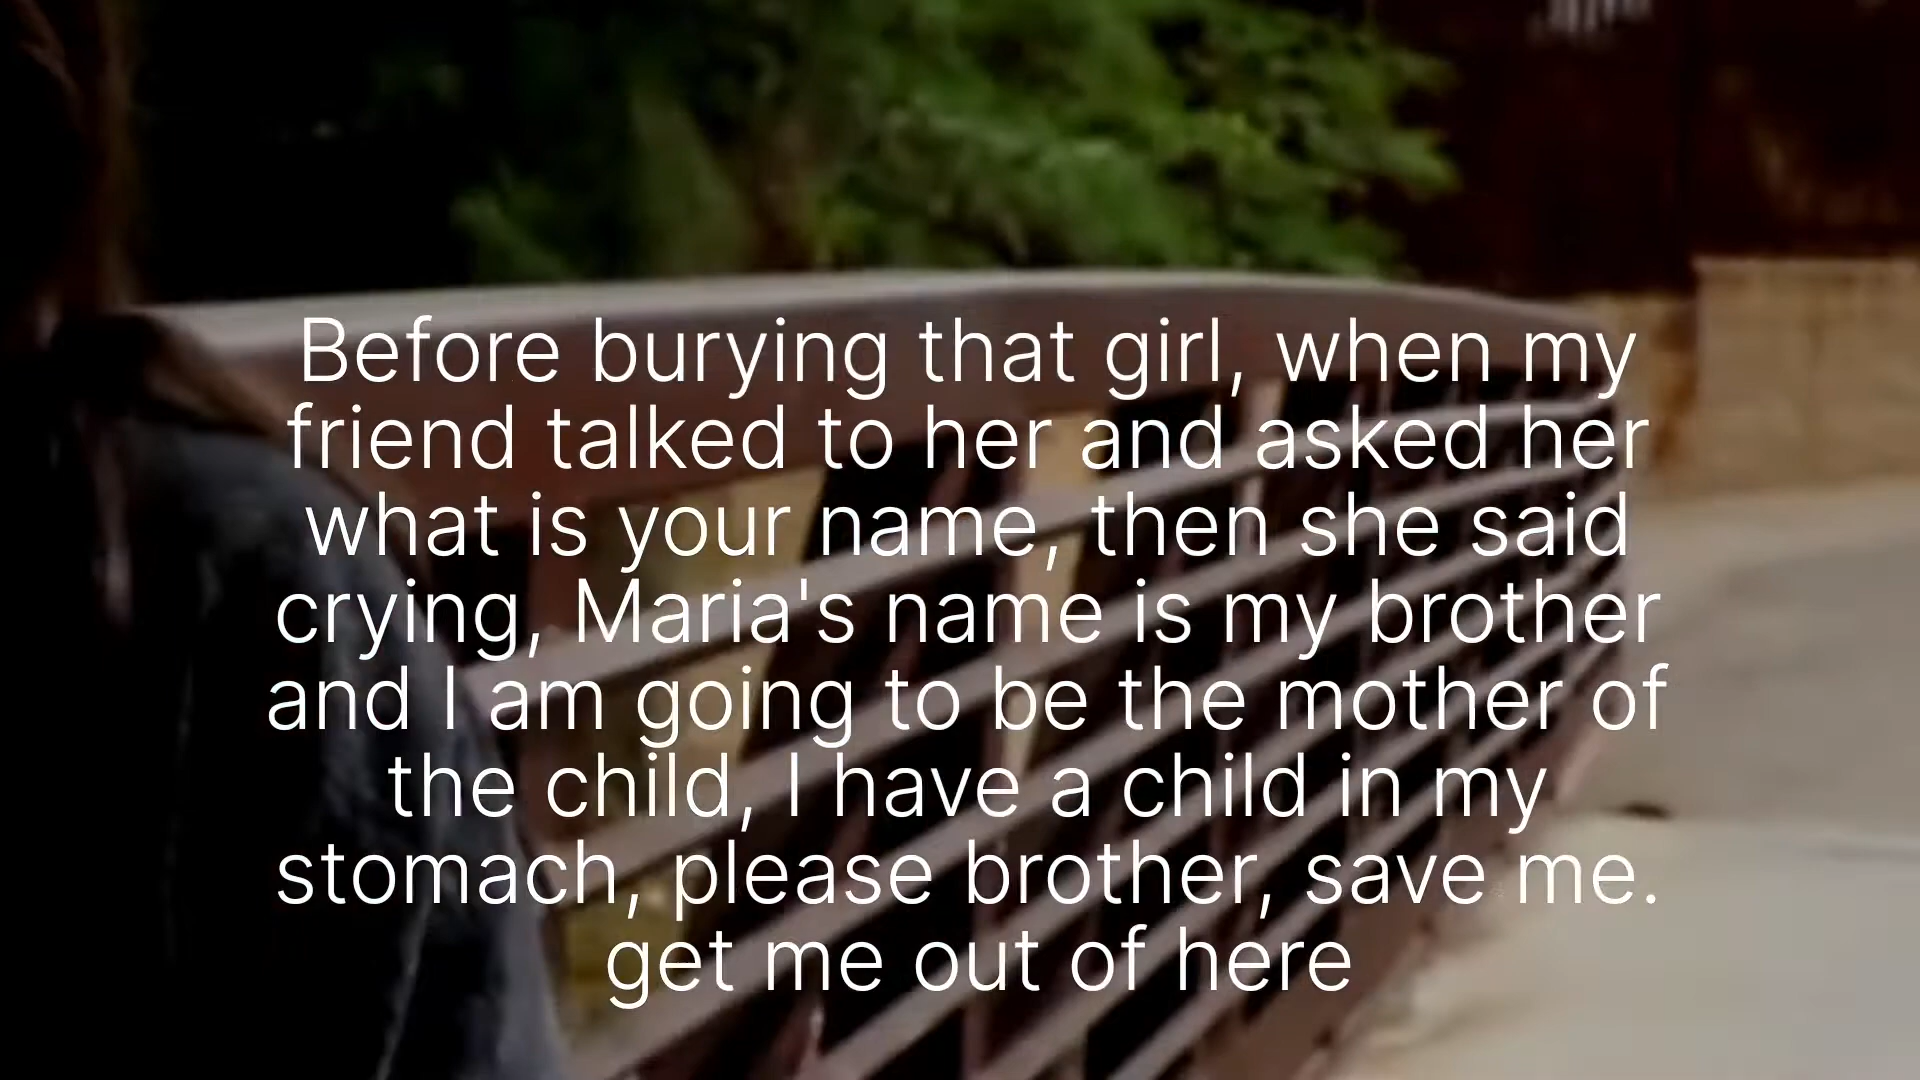 Before burying that girl, when my
friend talked to her and asked her
what is your name, then she said
crying, Maria's name is my brother
and I am going to be the mother of
the child, I have a child in my
stomach, please brother, save me.
get me out of here